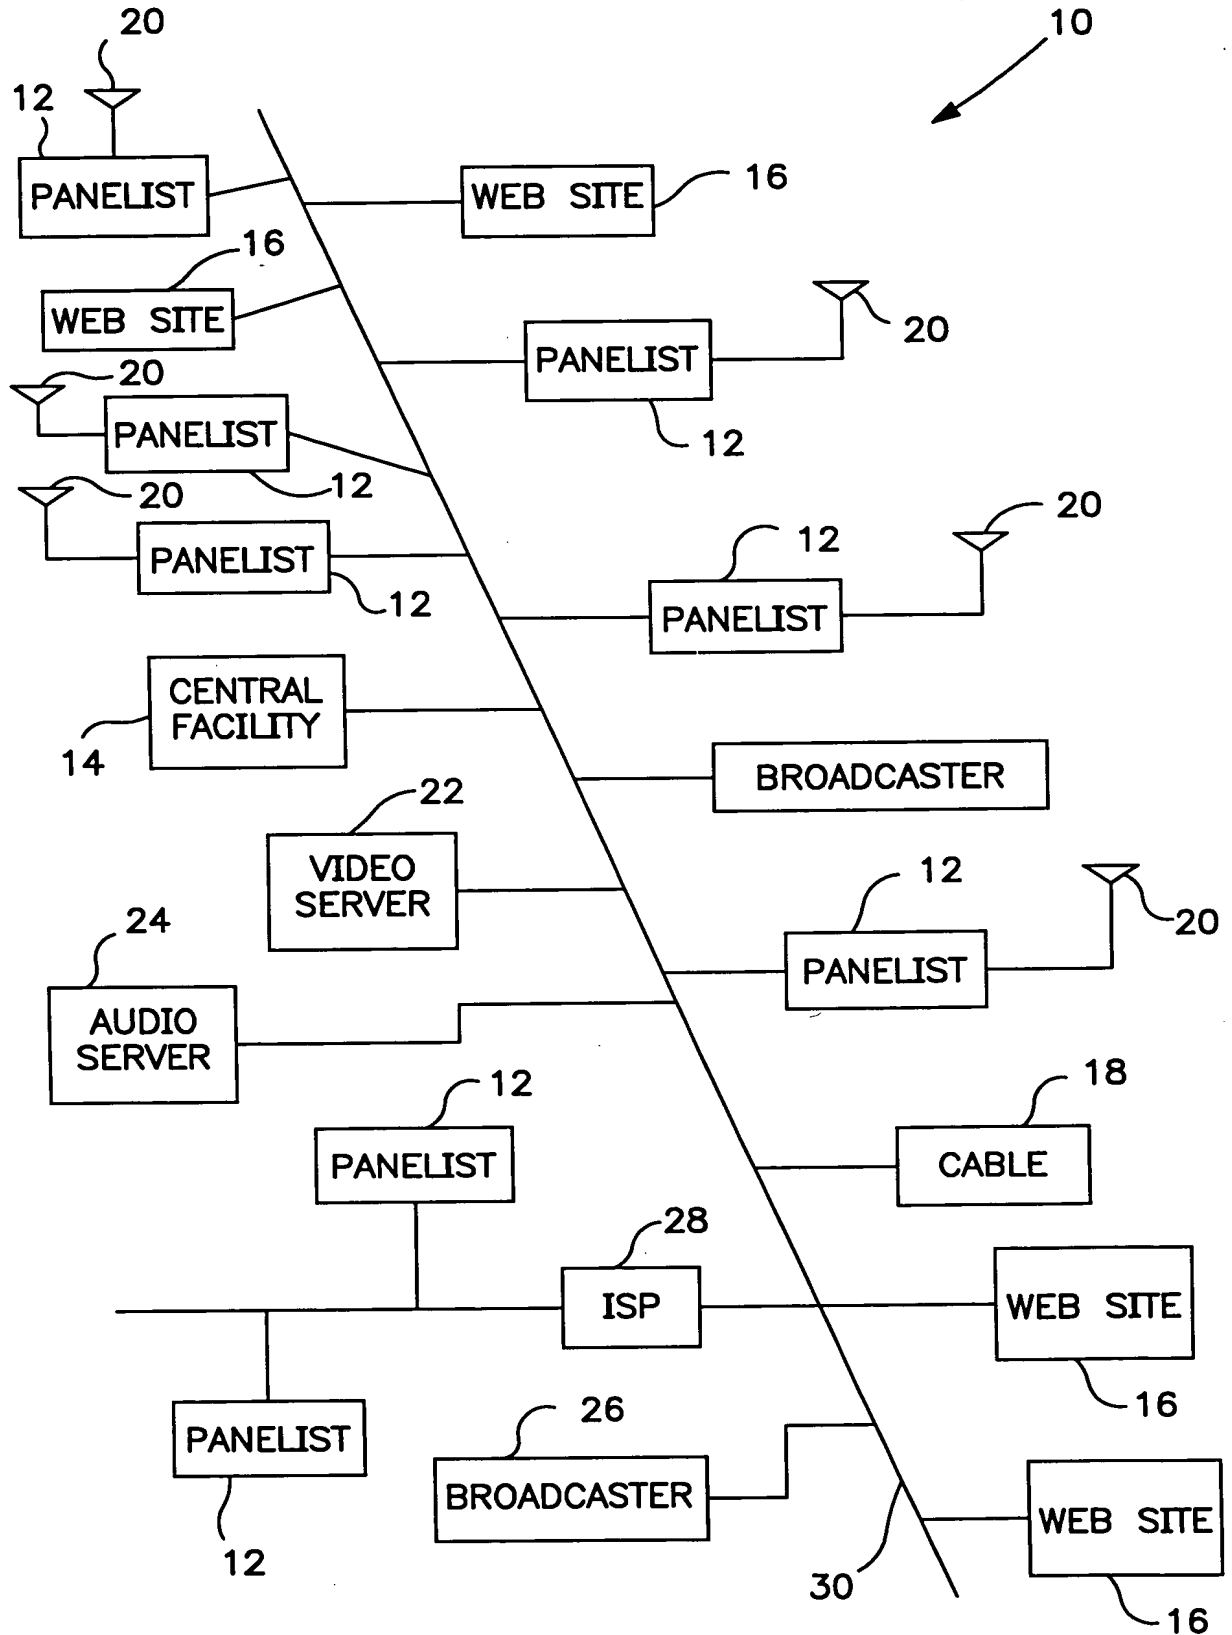 20
10
12
PANELIST
WEB SITE
16
16
WEB SITE
20
PANELIST
20
12
PANELIST
12
20
PANELIST
12
12
20
PANELIST
CENTRAL
FACILITY
14
BROADCASTER
22
VIDEO
SERVER
12
20
PANELIST
24
AUDIO
SERVER
12
PANELIST
18
CABLE
28
ISP
WEB SITE
16
PANELIST
12
26
BROADCASTER
WEB SITE
16
30